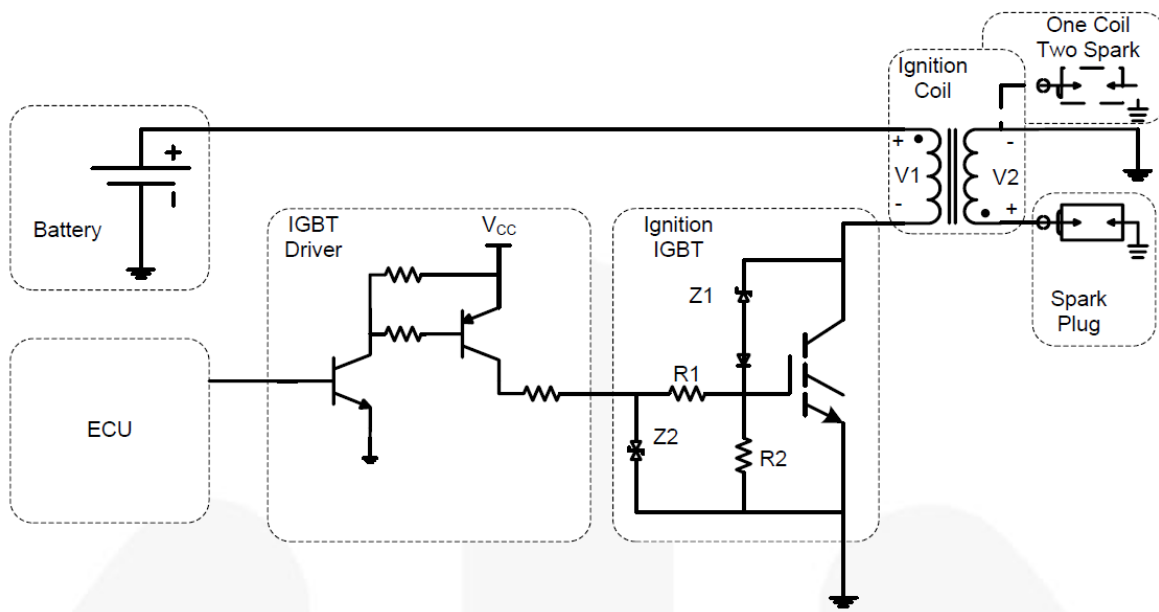 One Coil
Two Spark
Ignition
Coil
+
-
V1
V2
-
+
+
-
Battery
IGBT
Driver
VCC
Ignition
IGBT
Z1
R1
Z2
R2
Spark
Plug
ECU